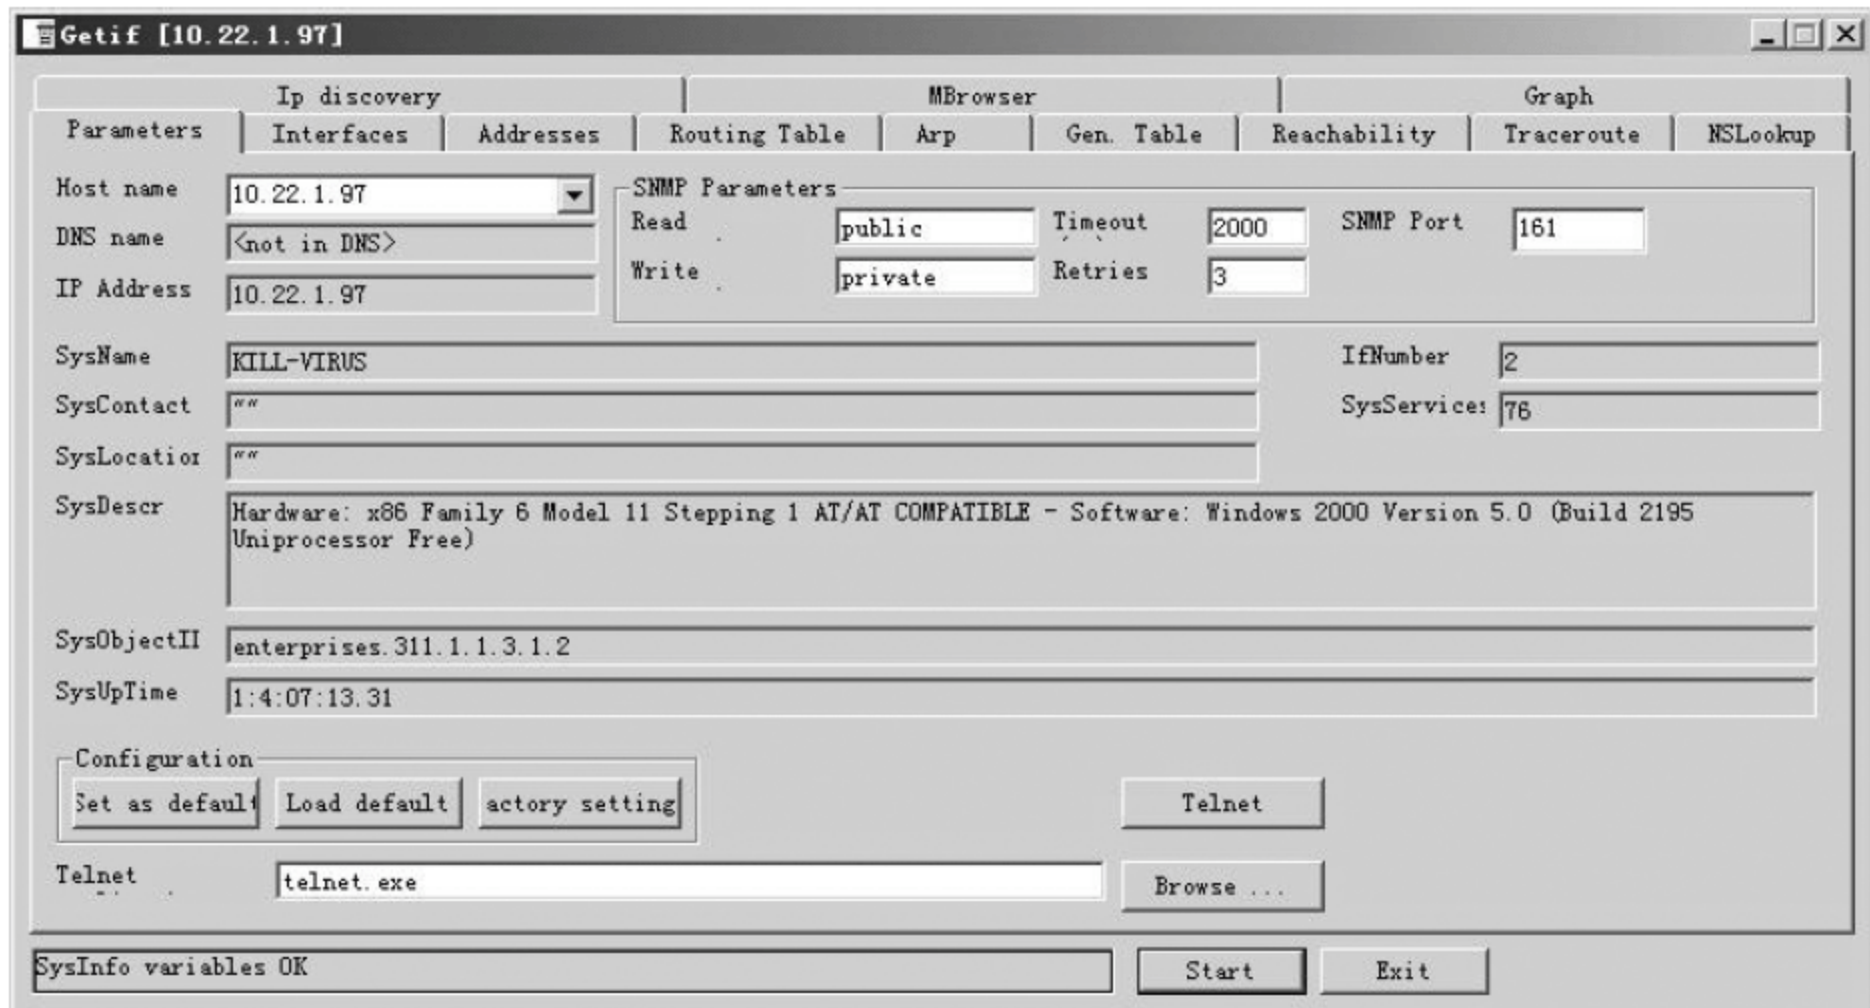 Getif [10.22.1.97]
Ip discovery MBrowser Graph
Parameters Interfaces Addresses Routing Table Arp Gen. Table Reachability Traceroute NSLookup
Host name 10.22.1.97
DNS name <not in DNS>
IP Address 10.22.1.97
SNMP Parameters
Read public Timeout 2000 SNMP Port 161
Write private Retries 3
SysName KILL-VIRUS IfNumber 2
SysContact "" SysServices 76
SysLocation ""
SysDescr Hardware: x86 Family 6 Model 11 Stepping 1 AT/AT COMPATIBLE - Software: Windows 2000 Version 5.0 (Build 2195
Uniprocessor Free)
SysObjectII enterprises.311.1.1.3.1.2
SysUpTime 1:4:07:13.31
Configuration
Set as default Load default actory setting Telnet
Telnet telnet.exe Browse ...
SysInfo variables OK Start Exit